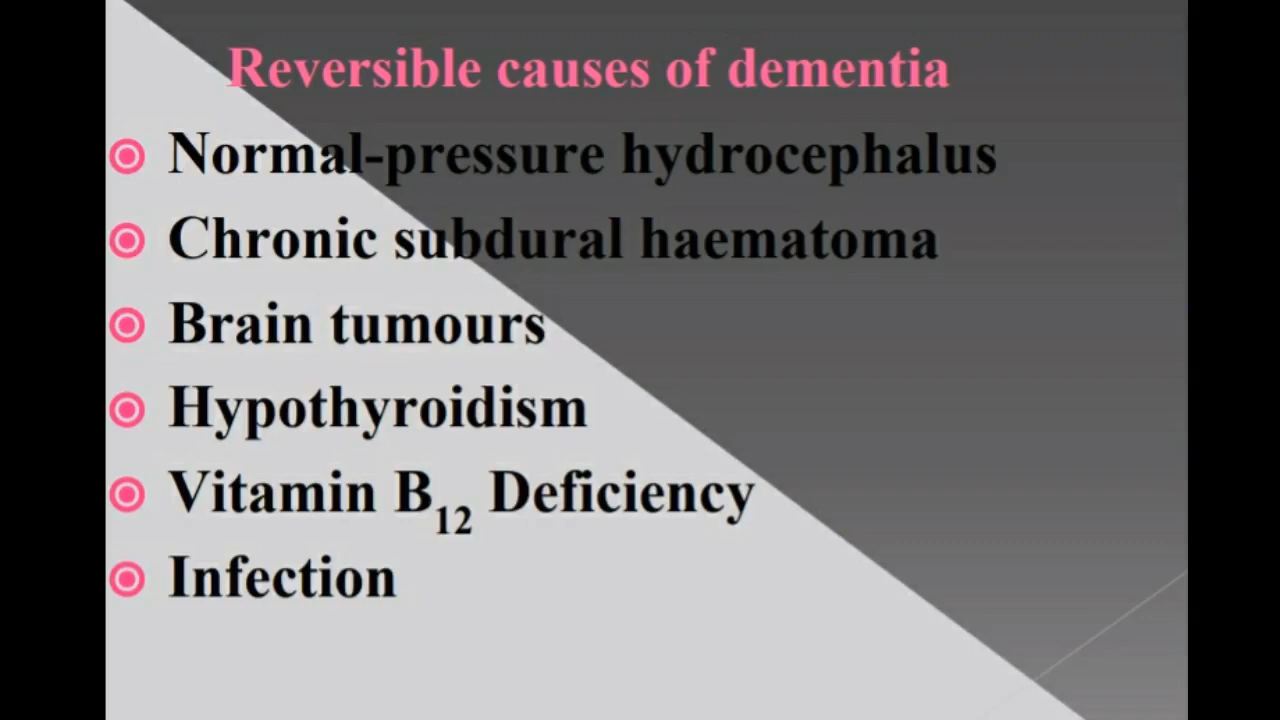 Reversible causes of dementia
Normal-pressure hydrocephalus
Chronic subdural haematoma
Brain tumours
Hypothyroidism
Vitamin B12 Deficiency
Infection